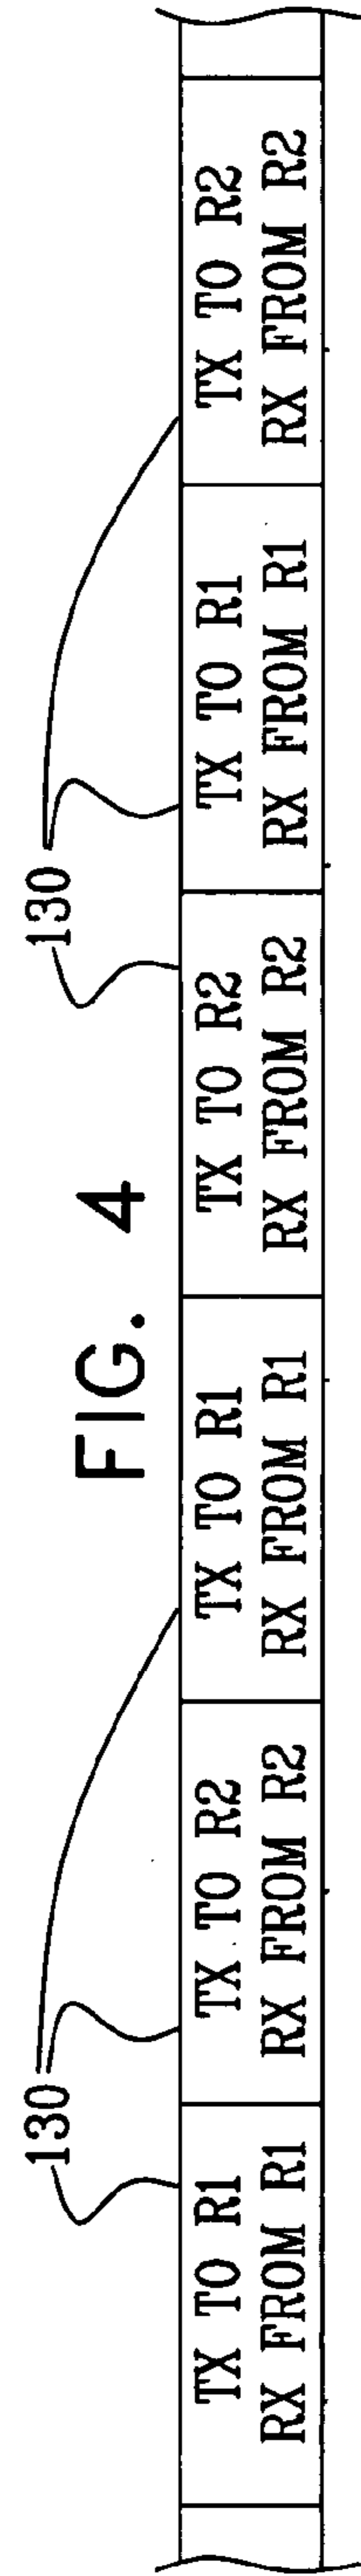 FIG. 4
130
130
TX TO R1
RX FROM R1
TX TO R2
RX FROM R2
TX TO R1
RX FROM R1
TX TO R2
RX FROM R2
TX TO R1
RX FROM R1
TX TO R2
RX FROM R2